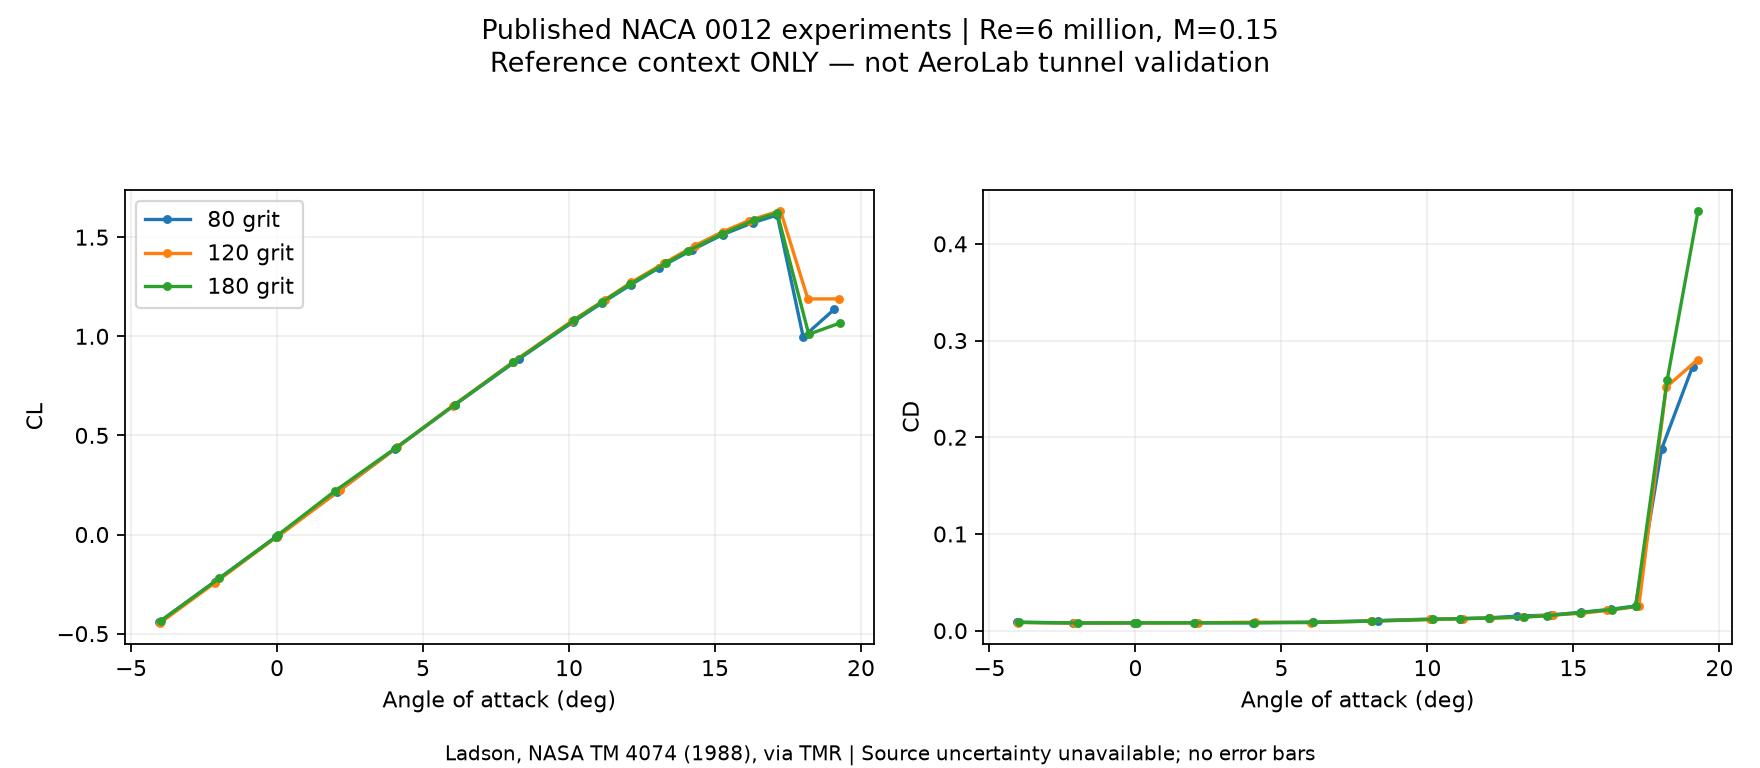 Published NACA 0012 experiments | Re=6 million, M=0.15
Reference context ONLY — not AeroLab tunnel validation
80 grit
120 grit
180 grit
CL
1.5
1.0
0.5
0.0
−0.5
−5
0
5
10
15
20
Angle of attack (deg)
CD
0.4
0.3
0.2
0.1
0.0
−5
0
5
10
15
20
Angle of attack (deg)
Ladson, NASA TM 4074 (1988), via TMR | Source uncertainty unavailable; no error bars